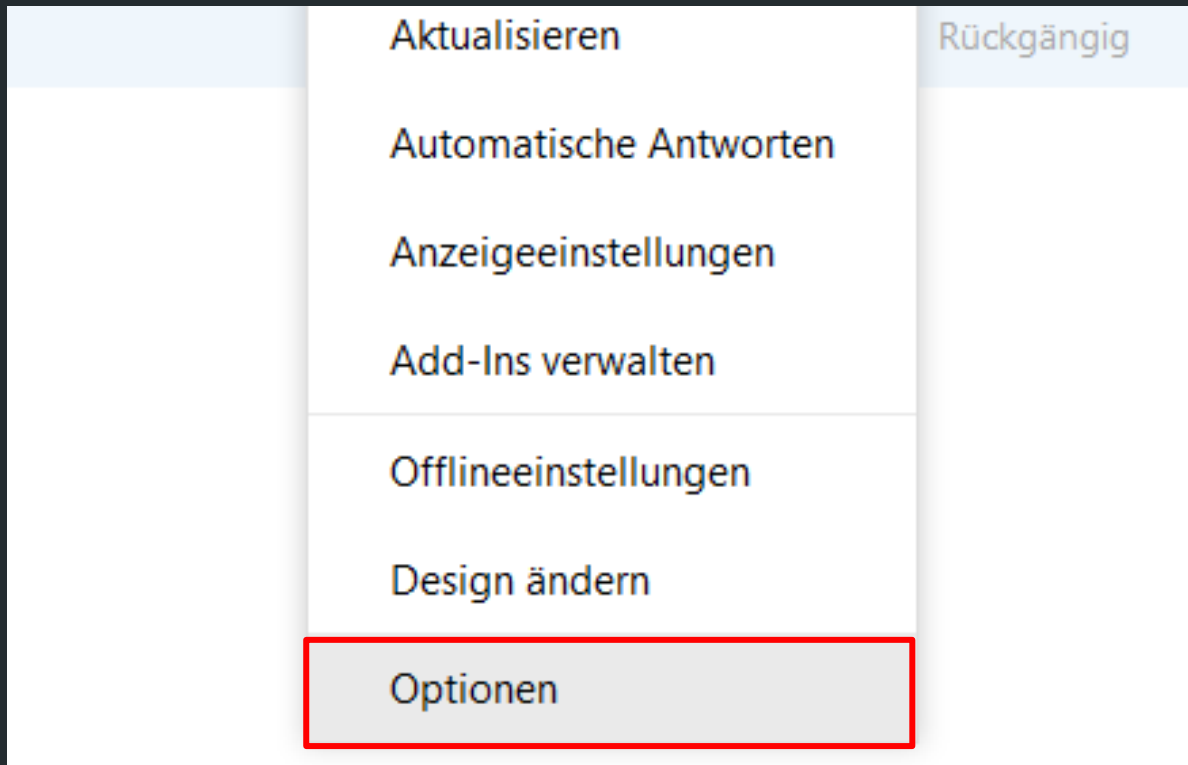 Aktualisieren
Rückgängig
Automatische Antworten
Anzeigeeinstellungen
Add-Ins verwalten
Offlineeinstellungen
Design ändern
Optionen